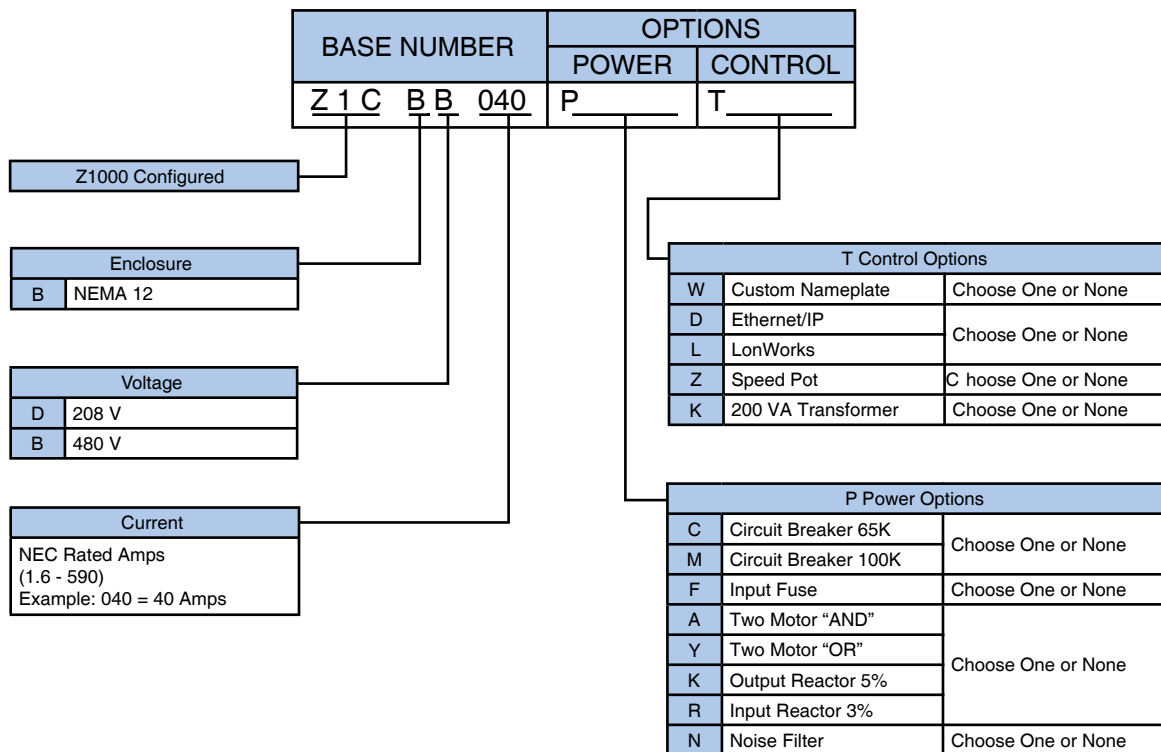 BASE NUMBER
OPTIONS
POWER
CONTROL
Z 1 C B B 040
P
T
Z1000 Configured
Enclosure
B NEMA 12
Voltage
D 208 V
B 480 V
Current
NEC Rated Amps
(1.6 - 590)
Example: 040 = 40 Amps
T Control Options
W Custom Nameplate Choose One or None
D Ethernet/IP
Choose One or None
L LonWorks
Z Speed Pot C hoose One or None
K 200 VA Transformer Choose One or None
P Power Options
C Circuit Breaker 65K
Choose One or None
M Circuit Breaker 100K
F Input Fuse Choose One or None
A Two Motor “AND”
Y Two Motor “OR”
Choose One or None
K Output Reactor 5%
R Input Reactor 3%
N Noise Filter Choose One or None